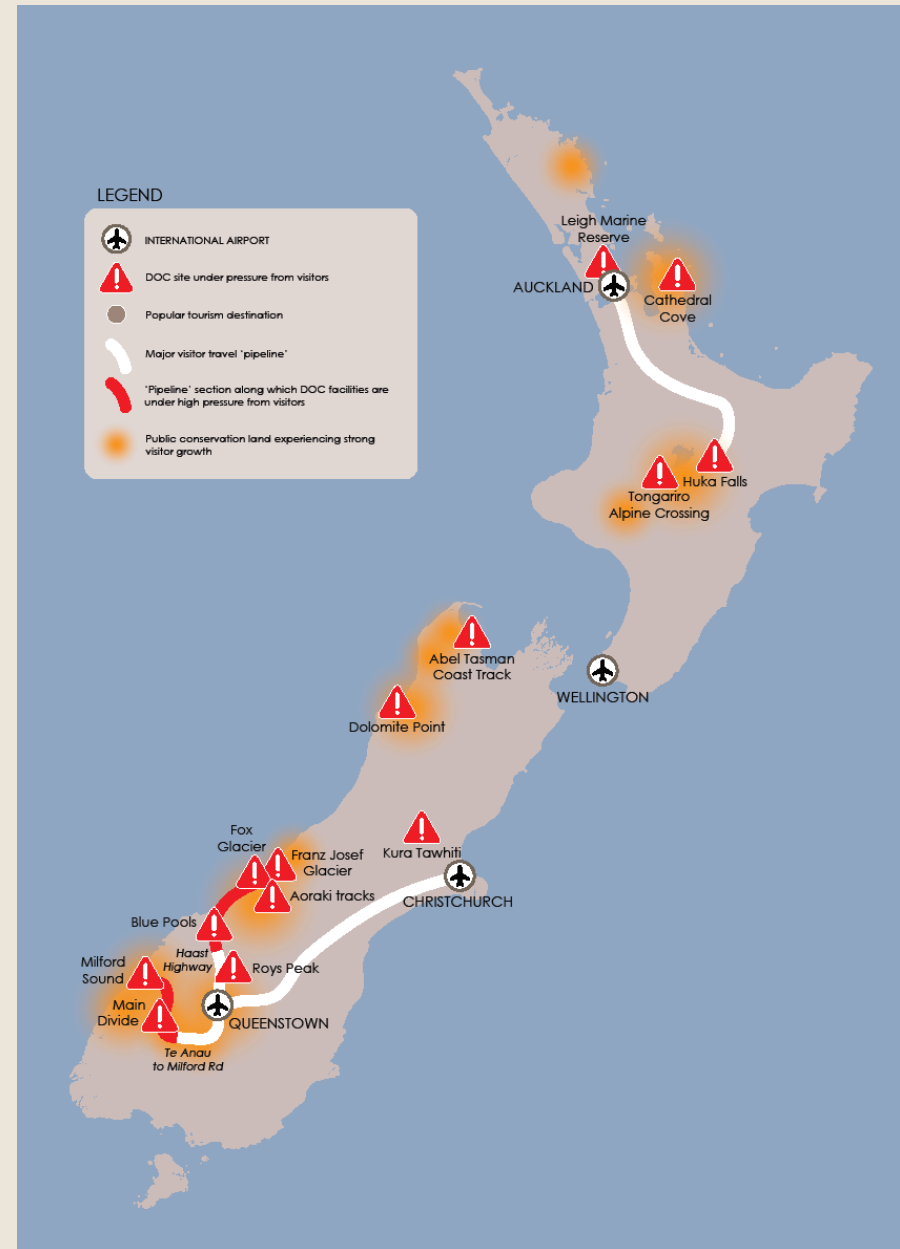 LEGEND
INTERNATIONAL AIRPORT
DOC site under pressure from visitors
Popular tourism destination
Major visitor travel 'pipeline'
'Pipeline' section along which DOC facilities are
under high pressure from visitors
Public conservation land experiencing strong
visitor growth
Leigh Marine
Reserve
AUCKLAND
Cathedral
Cove
Huka Falls
Tongariro
Alpine Crossing
Abel Tasman
Coast Track
WELLINGTON
Dolomite Point
Kura Tawhiti
CHRISTCHURCH
Fox
Glacier
Franz Josef
Glacier
Aoraki tracks
Blue Pools
Haast
Highway
Roys Peak
Milford
Sound
Main
Divide
QUEENSTOWN
Te Anau
to Milford Rd